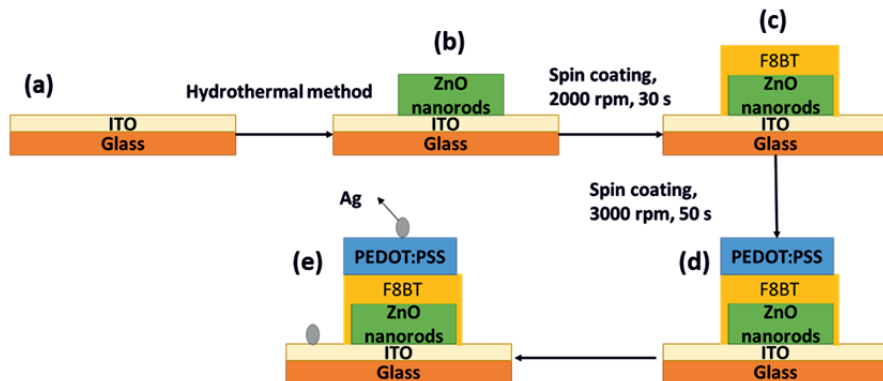 (a)
ITO
Glass
Hydrothermal method
(b)
ZnO
nanorods
ITO
Glass
Spin coating,
2000 rpm, 30 s
(c)
F8BT
ZnO
nanorods
ITO
Glass
Spin coating,
3000 rpm, 50 s
(d)
PEDOT:PSS
F8BT
ZnO
nanorods
ITO
Glass
(e)
Ag
PEDOT:PSS
F8BT
ZnO
nanorods
ITO
Glass